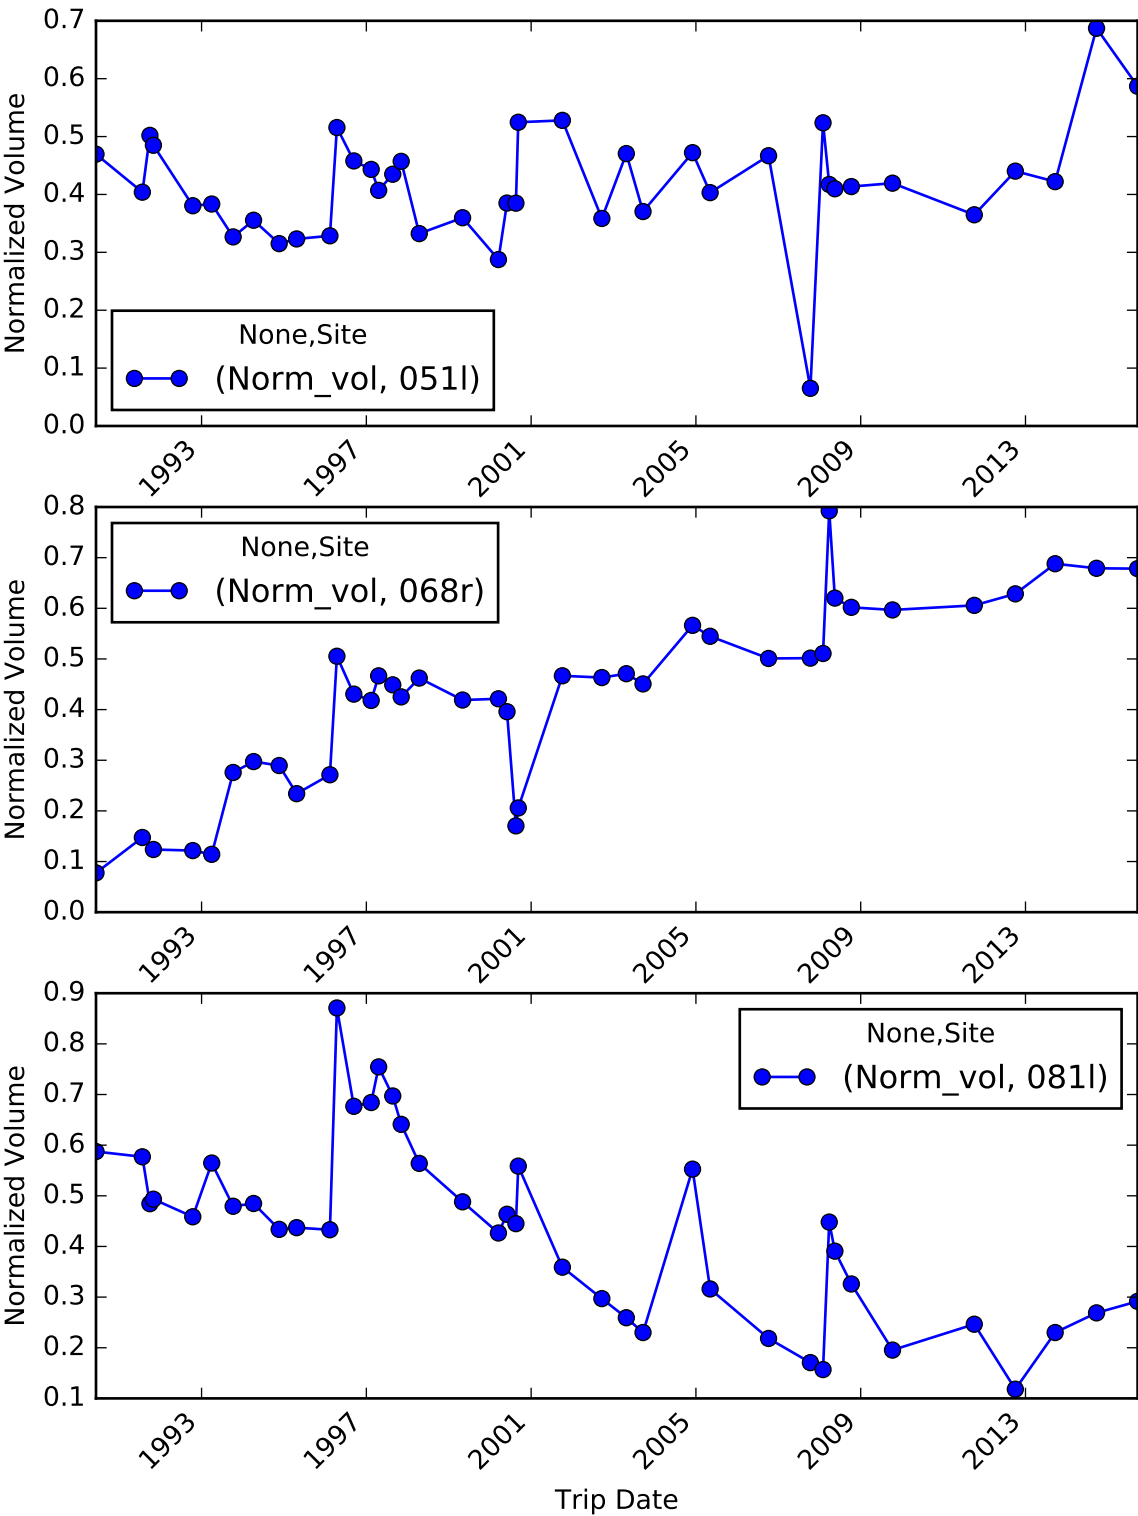 0.7
0.6
0.5
0.4
0.3
0.2
0.1
0.0
Normalized Volume
None,Site
(Norm_vol, 051l)
1993 1997 2001 2005 2009 2013
0.8
0.7
0.6
0.5
0.4
0.3
0.2
0.1
0.0
Normalized Volume
None,Site
(Norm_vol, 068r)
1993 1997 2001 2005 2009 2013
0.9
0.8
0.7
0.6
0.5
0.4
0.3
0.2
0.1
Normalized Volume
None,Site
(Norm_vol, 081l)
1993 1997 2001 2005 2009 2013
Trip Date